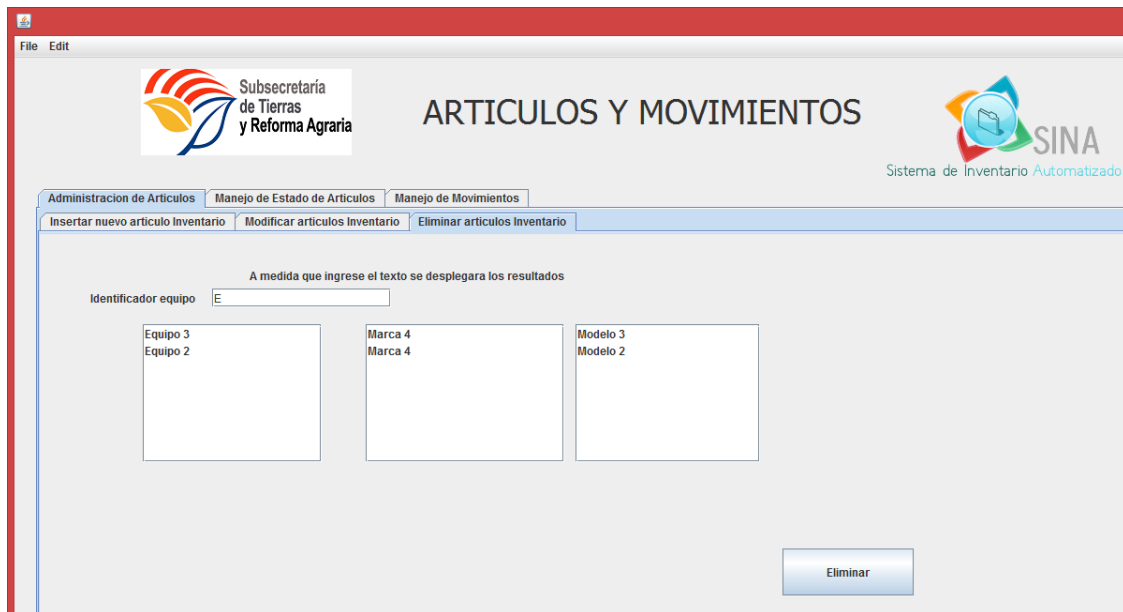 File Edit
Subsecretaría
de Tierras
y Reforma Agraria
ARTICULOS Y MOVIMIENTOS
SINA
Sistema de Inventario Automatizado
Administracion de Articulos Manejo de Estado de Articulos Manejo de Movimientos
Insertar nuevo articulo Inventario Modificar articulos Inventario Eliminar articulos Inventario
A medida que ingrese el texto se desplegara los resultados
Identificador equipo E
Equipo 3 Marca 4 Modelo 3
Equipo 2 Marca 4 Modelo 2
Eliminar